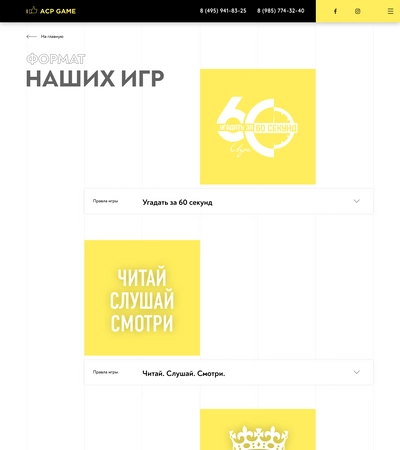 ACP GAME
8 (495) 941-83-25
8 (985) 774-32-40
На главную
ФОРМАТ
НАШИХ ИГР
60
УГАДАТЬ ЗА 60 СЕКУНД
Правила игры
Угадать за 60 секунд
ЧИТАЙ
СЛУШАЙ
СМОТРИ
Правила игры
Читай. Слушай. Смотри.